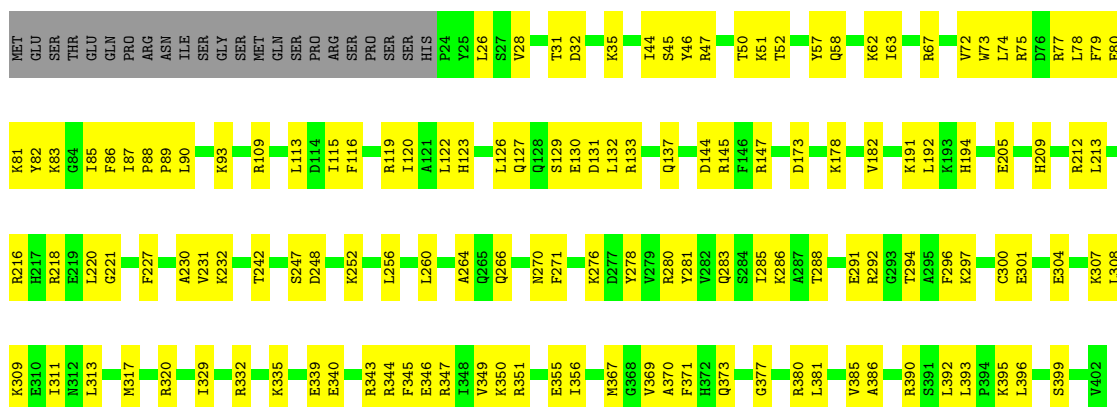 MET GLU SER THR GLU GLN PRO ARG ASN ILE SER GLY SER MET GLN SER PRO ARG SER PRO SER SER HIS P24 Y25 L26 S27 V28 T31 D32 K35 I44 S45 Y46 R47 T50 K51 T52 Y57 Q58 K62 I63 R67 V72 W73 L74 R75 D76 R77 L78 F79 E80
K81 Y82 K83 G84 I85 F86 I87 P88 P89 L90 K93 R109 L113 D114 I115 F116 R119 I120 A121 L122 H123 L126 Q127 Q128 S129 E130 D131 L132 R133 Q137 D144 R145 F146 R147 D173 K178 V182 K191 L192 K193 H194 E205 H209 R212 L213
R216 H217 R218 E219 L220 G221 F227 A230 V231 K232 T242 S247 D248 K252 L256 L260 A264 Q265 Q266 N270 F271 K276 D277 Y278 V279 R280 Y281 V282 Q283 S284 I285 K286 A287 T288 E291 R292 G293 T294 A295 F296 K297 C300 E301 E304 K307 L308
K309 E310 I311 N312 L313 M317 R320 I329 R332 K335 E339 E340 R343 R344 F345 E346 R347 I348 V349 K350 R351 E355 I356 M367 G368 V369 A370 F371 H372 Q373 G377 R380 L381 V385 A386 R390 S391 L392 L393 P394 K395 L396 S399 V402